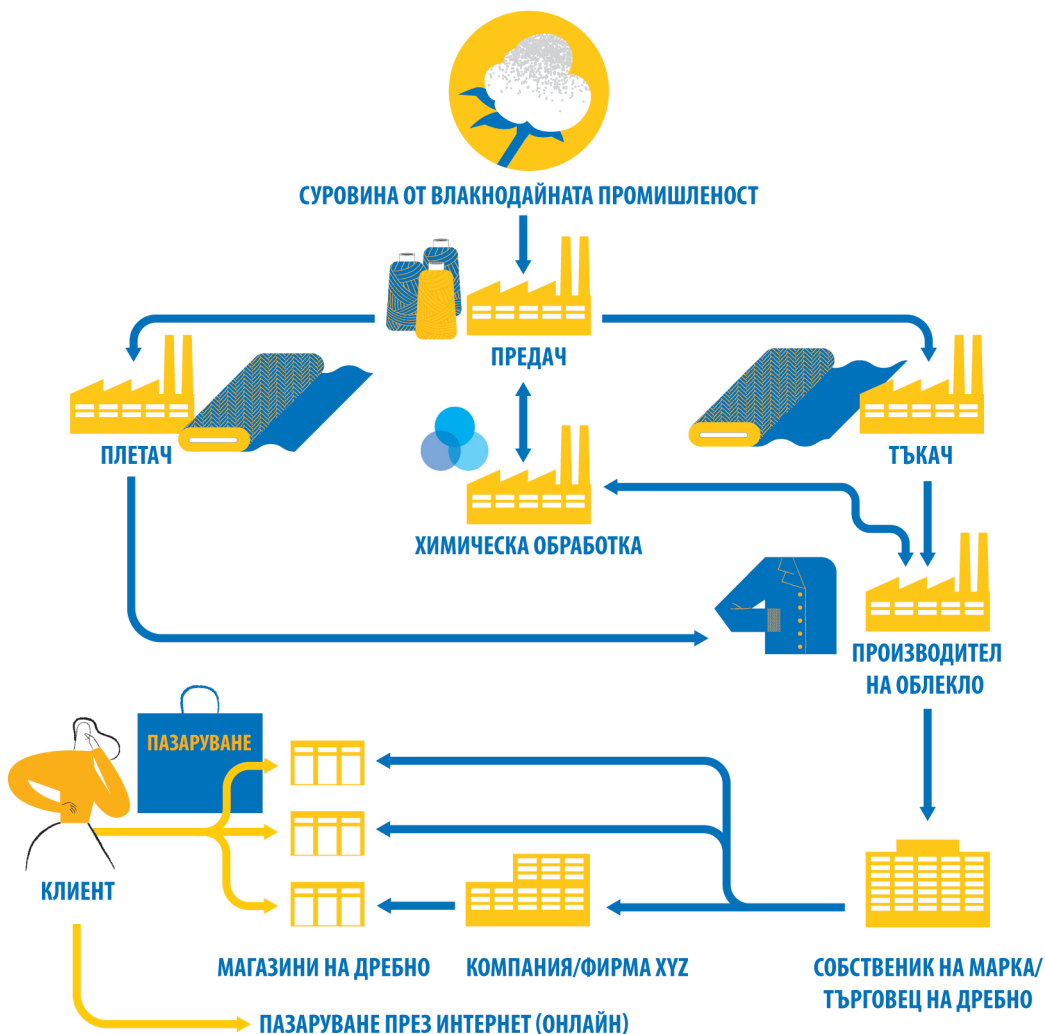 СУРОВИНА ОТ ВЛАКНОДАЙНАТА ПРОМИШЛЕНОСТ
ПРЕДАЧ
ПЛЕТАЧ
ТЪКАЧ
ХИМИЧЕСКА ОБРАБОТКА
ПРОИЗВОДИТЕЛ
НА ОБЛЕКЛО
ПАЗАРУВАНЕ
КЛИЕНТ
МАГАЗИНИ НА ДРЕБНО
КОМПАНИЯ/ФИРМА XYZ
СОБСТВЕНИК НА МАРКА/
ТЪРГОВЕЦ НА ДРЕБНО
ПАЗАРУВАНЕ ПРЕЗ ИНТЕРНЕТ (ОНЛАЙН)